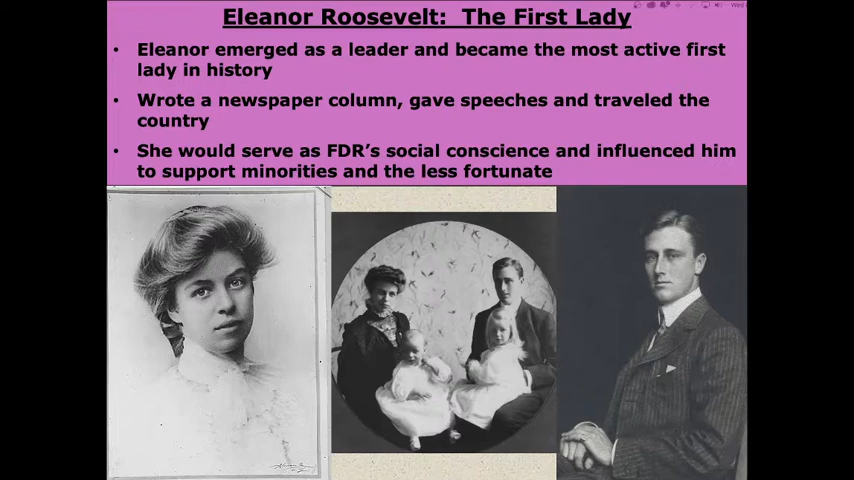 Eleanor Roosevelt: The First Lady
• Eleanor emerged as a leader and became the most active first
lady in history
• Wrote a newspaper column, gave speeches and traveled the
country
• She would serve as FDR's social conscience and influenced him
to support minorities and the less fortunate
Wed